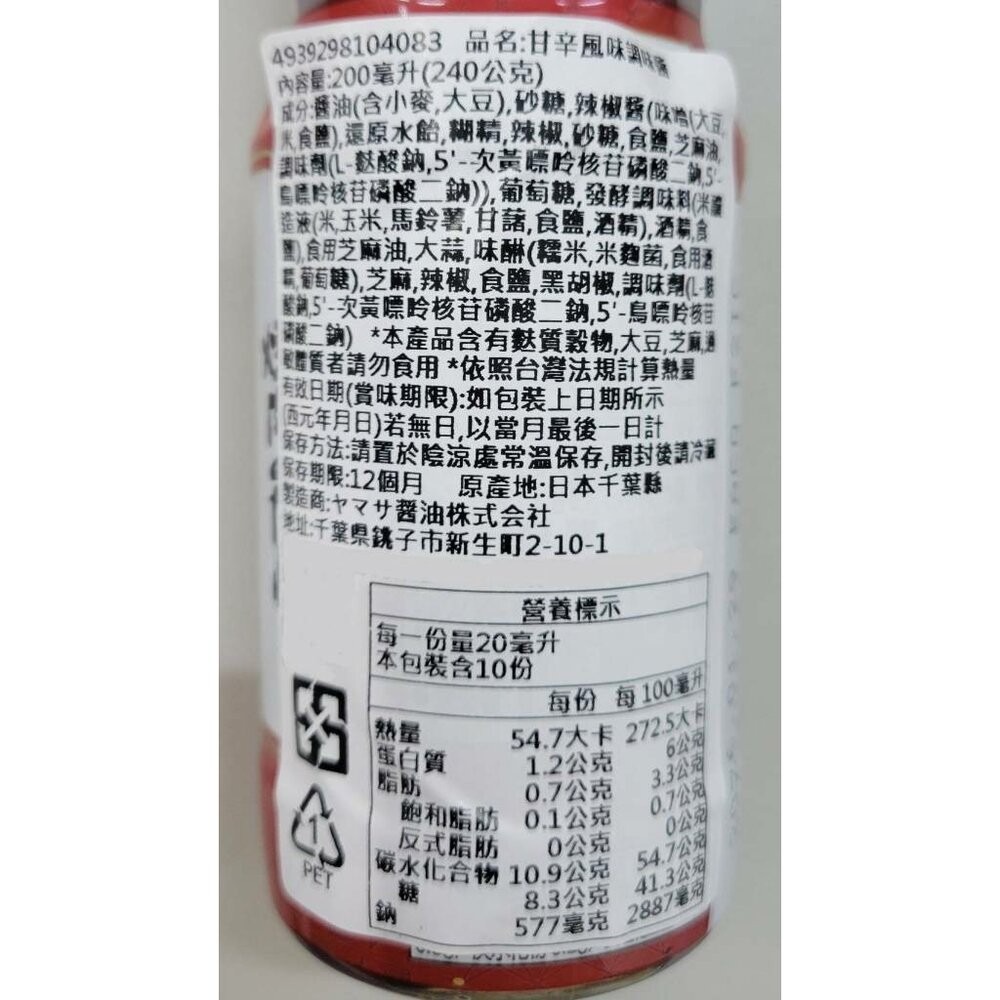 4939298104083 品名:甘辛風味調味醬
內容量:200毫升(240公克)
成分:醬油(含小麥,大豆),砂糖,辣椒醬(味噌(大豆,
米,食鹽),還原水飴,糊精,辣椒,砂糖,食鹽,芝麻油,
調味劑(L-麩酸鈉,5'-次黃嘌呤核苷磷酸二鈉,5'-
鳥嘌呤核苷磷酸二鈉)),葡萄糖,發酵調味料(米釀
造液(米,玉米,馬鈴薯,甘藷,食鹽,酒精),酒精,食
鹽),食用芝麻油,大蒜,味醂(糯米,米麴菌,食用酒
精,葡萄糖),芝麻,辣椒,食鹽,黑胡椒,調味劑(L-麩
酸鈉,5'-次黃嘌呤核苷磷酸二鈉,5'-鳥嘌呤核苷
磷酸二鈉) *本產品含有麩質穀物,大豆,芝麻,過
敏體質者請勿食用 *依照台灣法規計算熱量
有效日期(賞味期限):如包裝上日期所示
(西元年月日)若無日,以當月最後一日計
保存方法:請置於陰涼處常溫保存,開封後請冷藏
保存期限:12個月 原產地:日本千葉縣
製造商:ヤマサ醤油株式会社
地址:千葉県銚子市新生町2-10-1
營養標示
每一份量20毫升
本包裝含10份
每份 每100毫升
熱量 54.7大卡 272.5大卡
蛋白質 1.2公克 6公克
脂肪 0.7公克 3.3公克
飽和脂肪 0.1公克 0.7公克
反式脂肪 0公克 0公克
碳水化合物 10.9公克 54.7公克
糖 8.3公克 41.3公克
鈉 577毫克 2887毫克
1
PET